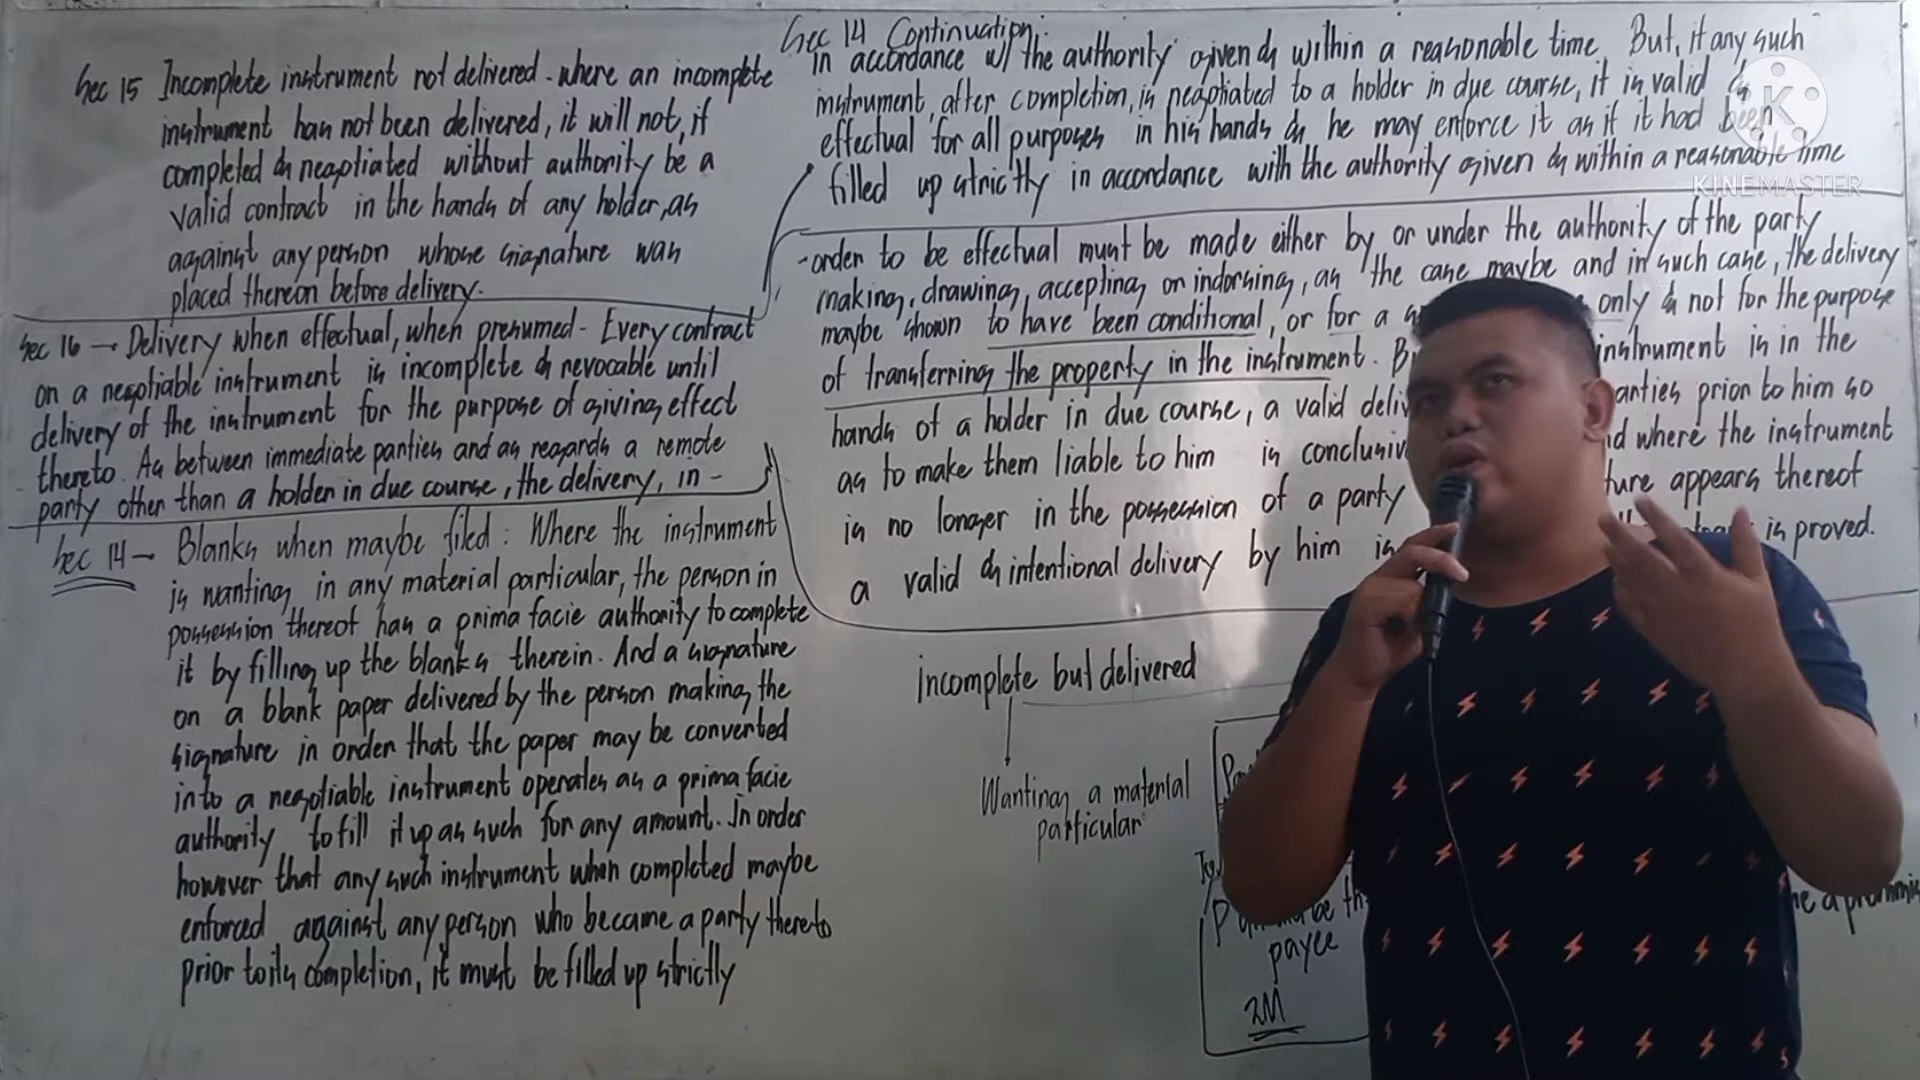 Sec 15 Incomplete instrument not delivered - where an incomplete
instrument has not been delivered, it will not, if
completed & negotiated without authority be a
valid contract in the hands of any holder, as
against any person whose signature was
placed thereon before delivery.
Sec 16 - Delivery when effectual, when presumed - Every contract
on a negotiable instrument is incomplete & revocable until
delivery of the instrument for the purpose of giving effect
thereto. As between immediate parties and as regards a remote
party other than a holder in due course, the delivery, in -
- order to be effectual must be made either by or under the authority of the party
making, drawing, accepting or indorsing, as the case maybe and in such case, the delivery
maybe shown to have been conditional, or for a only & not for the purpose
of transferring the property in the instrument. instrument is in the
hands of a holder in due course, a valid parties prior to him so
as to make them liable to him is where the instrument
is no longer in the possession of a party appears thereof
a valid & intentional delivery by him is is proved.
Sec 14 - Blanks when maybe filed: Where the instrument
is wanting in any material particular, the person in
possession thereof has a prima facie authority to complete
it by filling up the blanks therein. And a signature
on a blank paper delivered by the person making the
signature in order that the paper may be converted
into a negotiable instrument operates as a prima facie
authority to fill it up as such for any amount. In order
however that any such instrument when completed maybe
enforced against any person who became a party thereto
prior to its completion, it must be filled up strictly
Sec 14 Continuation:
in accordance w/ the authority given & within a reasonable time. But, if any such
instrument, after completion, is negotiated to a holder in due course, it is valid &
effectual for all purposes in his hands & he may enforce it as if it had been
filled up strictly in accordance with the authority given & within a reasonable time
incomplete but delivered
Wanting a material
particular
payee
2M
K
KINEMASTER